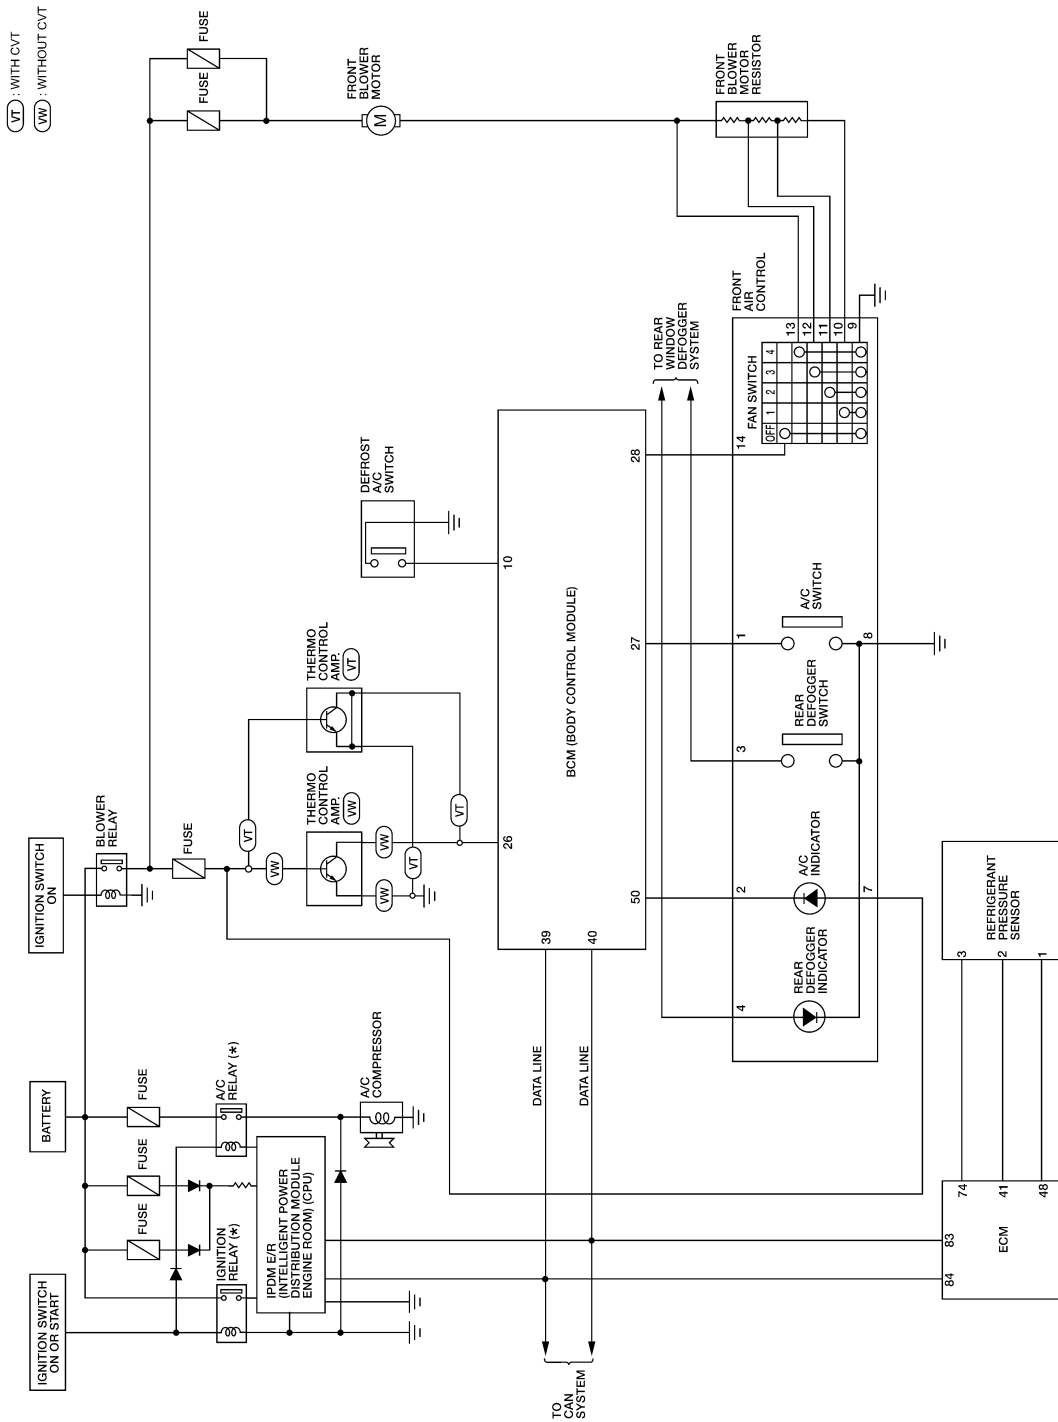 IGNITION SWITCH
ON OR START
BATTERY
IGNITION SWITCH
ON
VT : WITH CVT
VW : WITHOUT CVT
FUSE
FUSE
FUSE
BLOWER
RELAY
FUSE
FUSE
FUSE
IGNITION
RELAY (*)
A/C
RELAY (*)
IPDM E/R
(INTELLIGENT POWER
DISTRIBUTION MODULE
ENGINE ROOM) (CPU)
A/C
COMPRESSOR
VT
VW
THERMO
CONTROL
AMP.
VW
THERMO
CONTROL
AMP.
VT
VW
VW
VT
VT
DEFROST
A/C
SWITCH
FRONT
BLOWER
MOTOR
M
TO
CAN
SYSTEM
DATA LINE
DATA LINE
39
40
26
10
BCM (BODY CONTROL MODULE)
50
27
28
TO REAR
WINDOW
DEFOGGER
SYSTEM
FRONT
BLOWER
MOTOR
RESISTOR
FRONT
AIR
CONTROL
4
2
3
1
14
REAR
DEFOGGER
INDICATOR
A/C
INDICATOR
REAR
DEFOGGER
SWITCH
A/C
SWITCH
FAN SWITCH
OFF
1
2
3
4
13
12
11
10
9
7
8
84
83
ECM
74
41
48
3
2
1
REFRIGERANT
PRESSURE
SENSOR